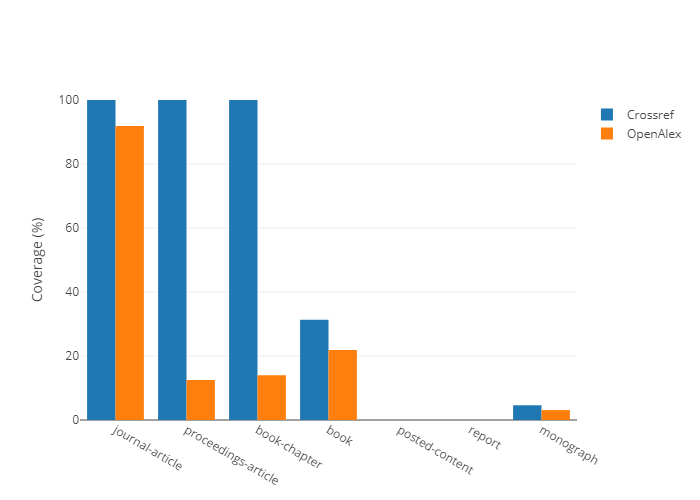 100
80
60
40
20
0
Coverage (%)
journal-article
proceedings-article
book-chapter
book
posted-content
report
monograph
Crossref
OpenAlex